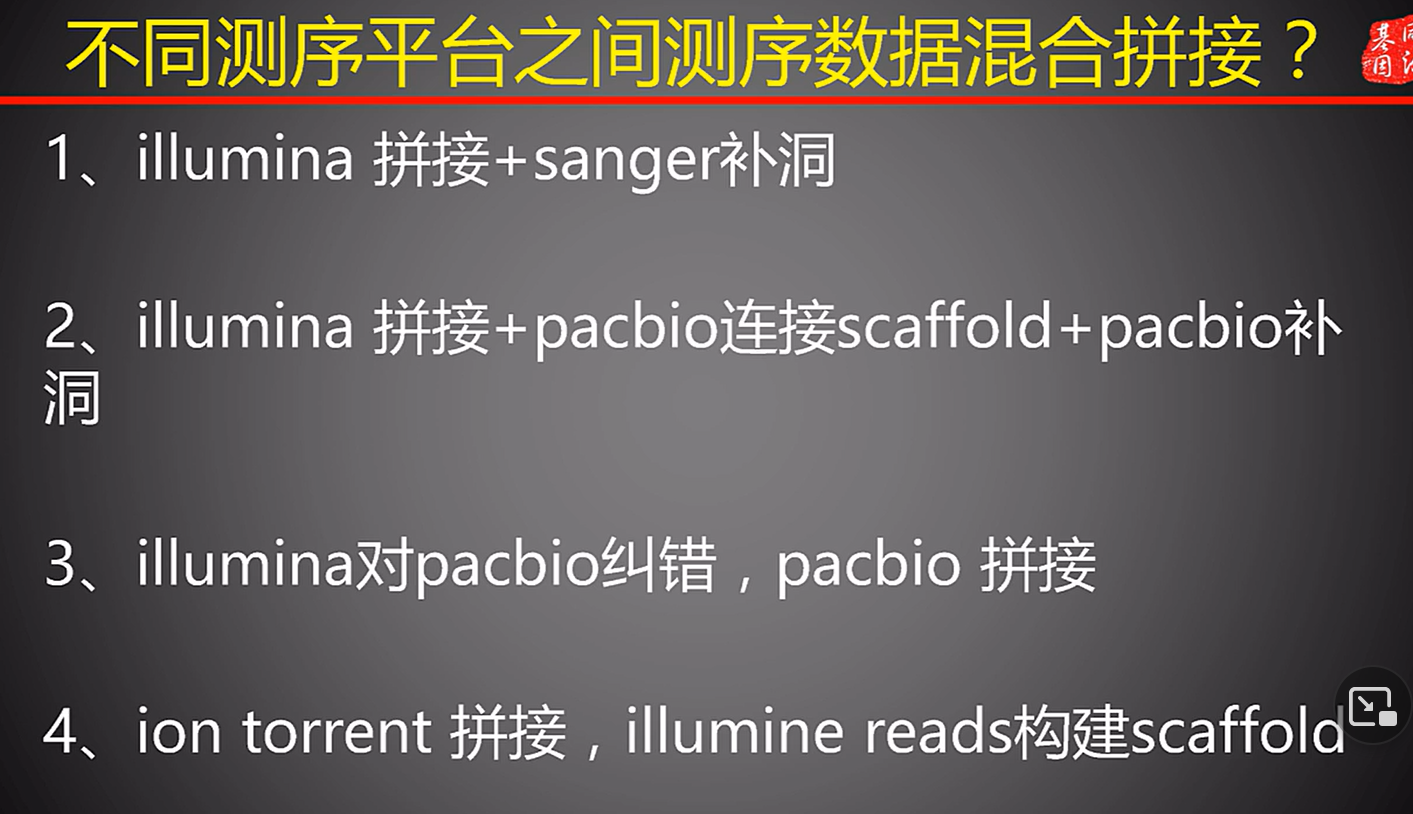 不同测序平台之间测序数据混合拼接？
基因
1、illumina 拼接+sanger补洞
2、illumina 拼接+pacbio连接scaffold+pacbio补
洞
3、illumina对pacbio纠错，pacbio 拼接
4、ion torrent 拼接，illumine reads构建scaffold